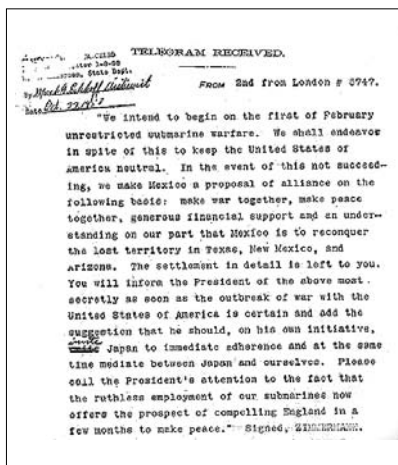 TELEGRAM RECEIVED.
FROM 2nd from London # 5747.
"We intend to begin on the first of February
unrestricted submarine warfare. We shall endeavor
in spite of this to keep the United States of
America neutral. In the event of this not succeed-
ing, we make Mexico a proposal of alliance on the
following basis: make war together, make peace
together, generous financial support and an under-
standing on our part that Mexico is to reconquer
the lost territory in Texas, New Mexico, and
Arizona. The settlement in detail is left to you.
You will inform the President of the above most
secretly as soon as the outbreak of war with the
United States of America is certain and add the
suggestion that he should, on his own initiative,
invite Japan to immediate adherence and at the same
time mediate between Japan and ourselves. Please
call the President's attention to the fact that
the ruthless employment of our submarines now
offers the prospect of compelling England in a
few months to make peace." Signed, ZIMMERMANN.
State Dept.
By
Date